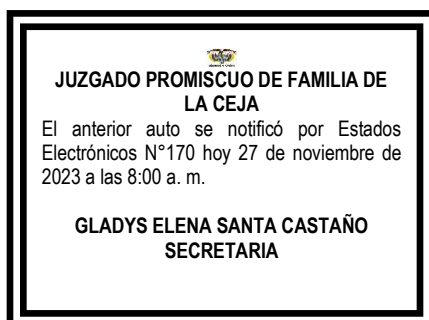 JUZGADO PROMISCUO DE FAMILIA DE
LA CEJA
El anterior auto se notificó por Estados
Electrónicos N°170 hoy 27 de noviembre de
2023 a las 8:00 a. m.
GLADYS ELENA SANTA CASTAÑO
SECRETARIA